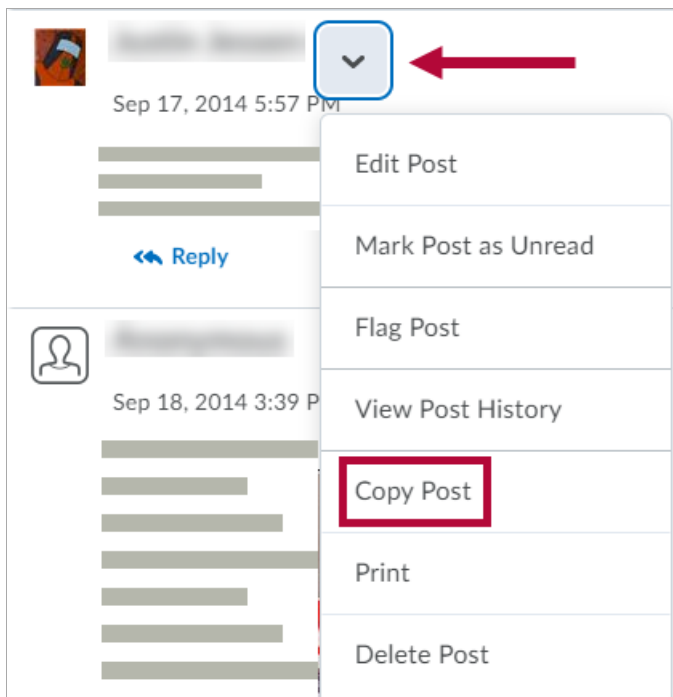 Sep 17, 2014 5:57 PM
Edit Post
Mark Post as Unread
Reply
Flag Post
Sep 18, 2014 3:39 P
View Post History
Copy Post
Print
Delete Post